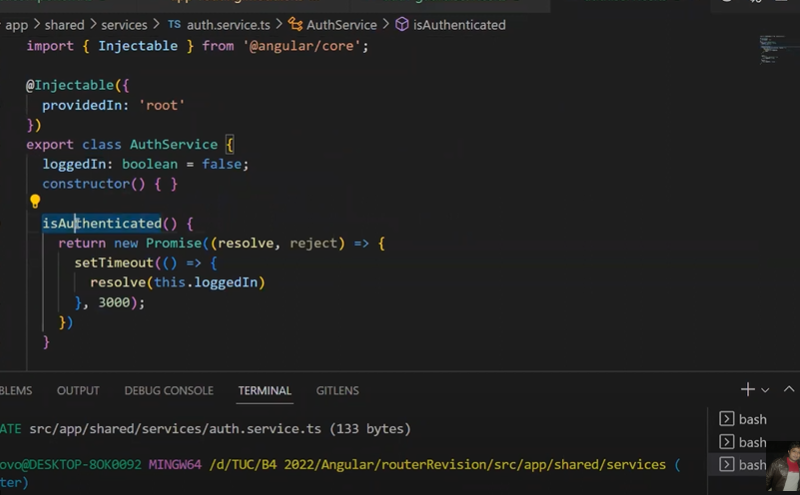 app > shared > services > TS auth.service.ts > AuthService > isAuthenticated
import { Injectable } from '@angular/core';
@Injectable({
providedIn: 'root'
})
export class AuthService {
loggedIn: boolean = false;
constructor() { }
isAuthenticated() {
return new Promise((resolve, reject) => {
setTimeout(() => {
resolve(this.loggedIn)
}, 3000);
})
}
BLEMS OUTPUT DEBUG CONSOLE TERMINAL GITLENS
ATE src/app/shared/services/auth.service.ts (133 bytes)
bash
bash
ovo@DESKTOP-8OK0092 MINGW64 /d/TUC/B4 2022/Angular/routerRevision/src/app/shared/services (
bash
ter)